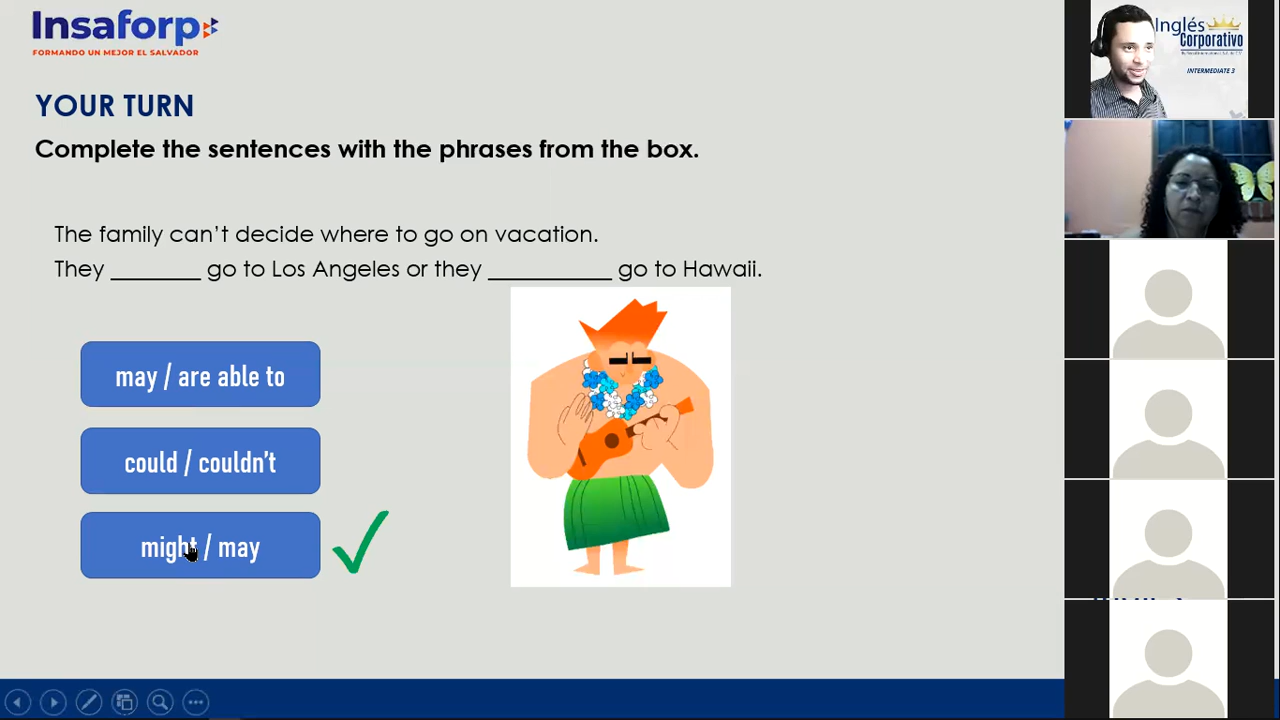 Insaforp
FORMANDO UN MEJOR EL SALVADOR
YOUR TURN
Complete the sentences with the phrases from the box.
The family can't decide where to go on vacation.
They _______ go to Los Angeles or they __________ go to Hawaii.
may / are able to
could / couldn't
might / may
Inglés
Corporativo
INTERMEDIATE 3